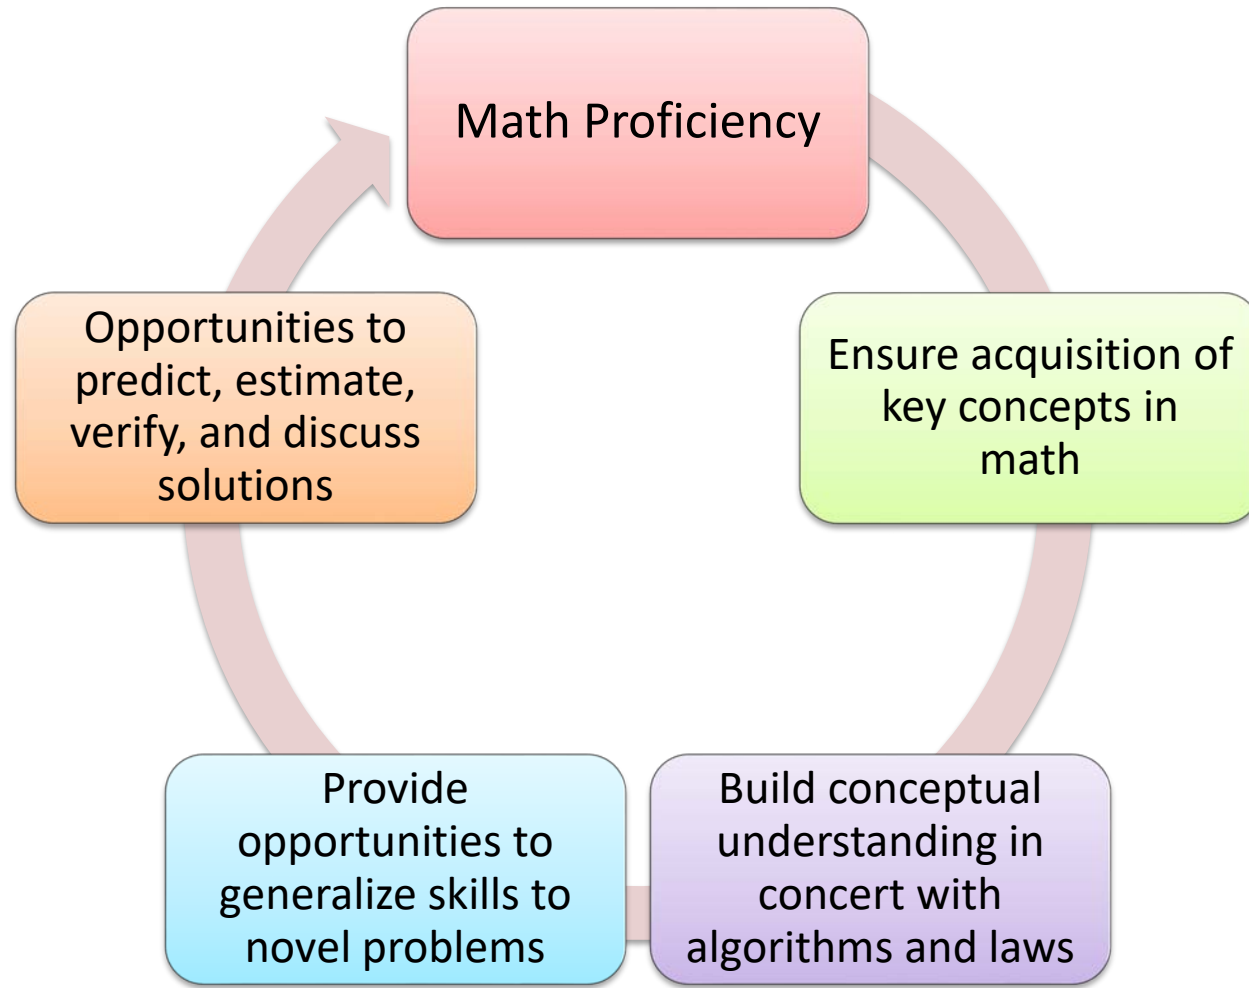 Math Proficiency
Ensure acquisition of
key concepts in
math
Build conceptual
understanding in
concert with
algorithms and laws
Provide
opportunities to
generalize skills to
novel problems
Opportunities to
predict, estimate,
verify, and discuss
solutions